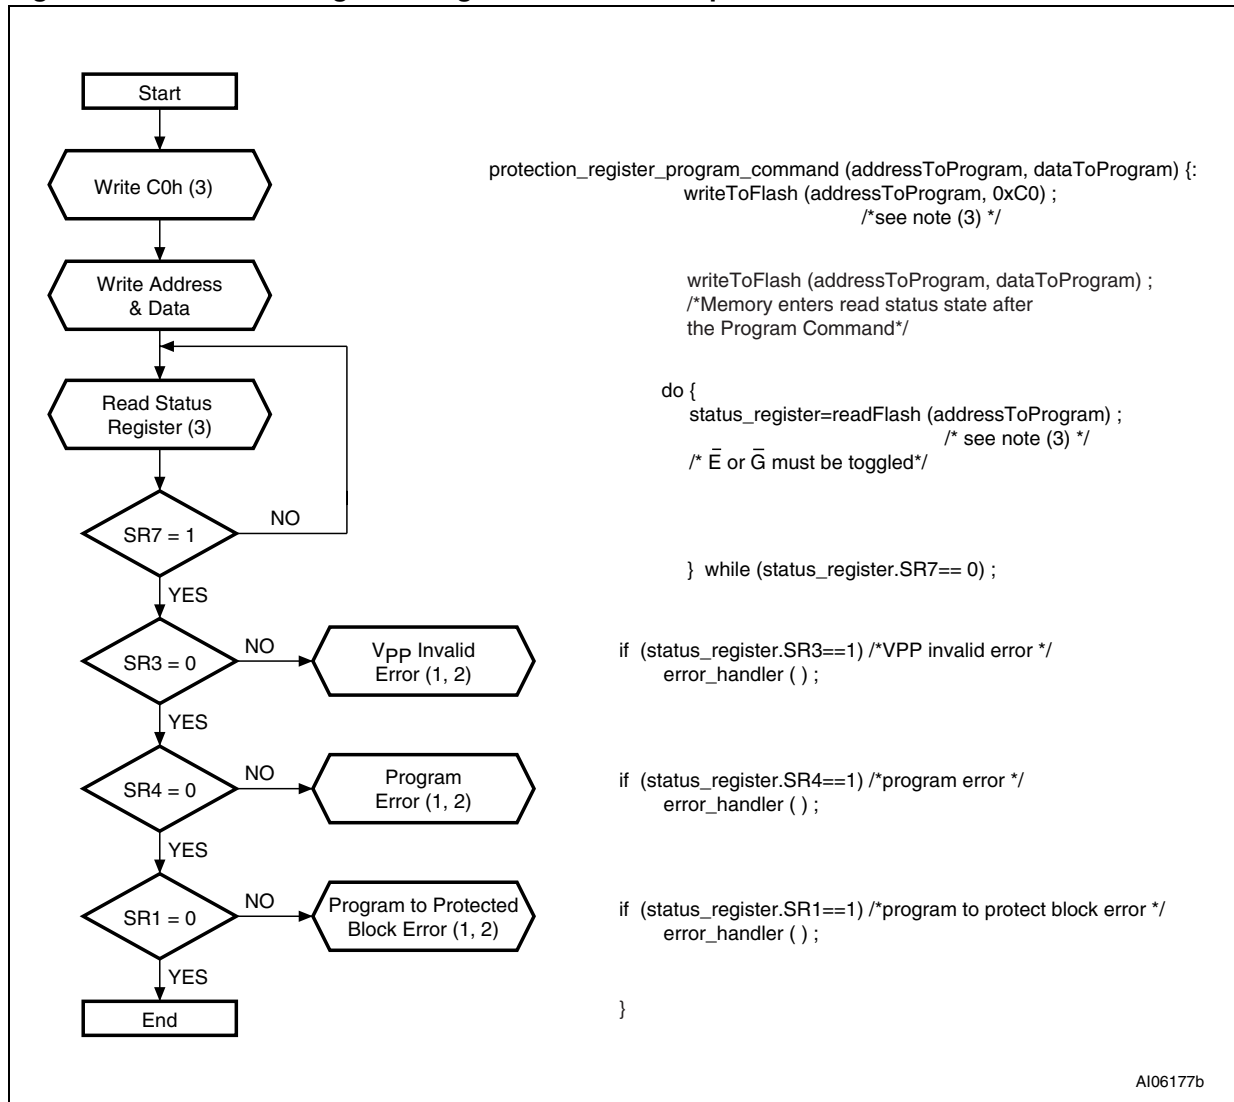 Start
Write C0h (3)
Write Address
& Data
Read Status
Register (3)
SR7 = 1
NO
YES
SR3 = 0
NO
VPP Invalid
Error (1, 2)
YES
SR4 = 0
NO
Program
Error (1, 2)
YES
SR1 = 0
NO
Program to Protected
Block Error (1, 2)
YES
End
protection_register_program_command (addressToProgram, dataToProgram) {:
writeToFlash (addressToProgram, 0xC0) ;
/*see note (3) */
writeToFlash (addressToProgram, dataToProgram) ;
/*Memory enters read status state after
the Program Command*/
do {
status_register=readFlash (addressToProgram) ;
/* see note (3) */
/* E̅ or G̅ must be toggled*/
} while (status_register.SR7== 0) ;
if (status_register.SR3==1) /*VPP invalid error */
error_handler ( ) ;
if (status_register.SR4==1) /*program error */
error_handler ( ) ;
if (status_register.SR1==1) /*program to protect block error */
error_handler ( ) ;
}
AI06177b